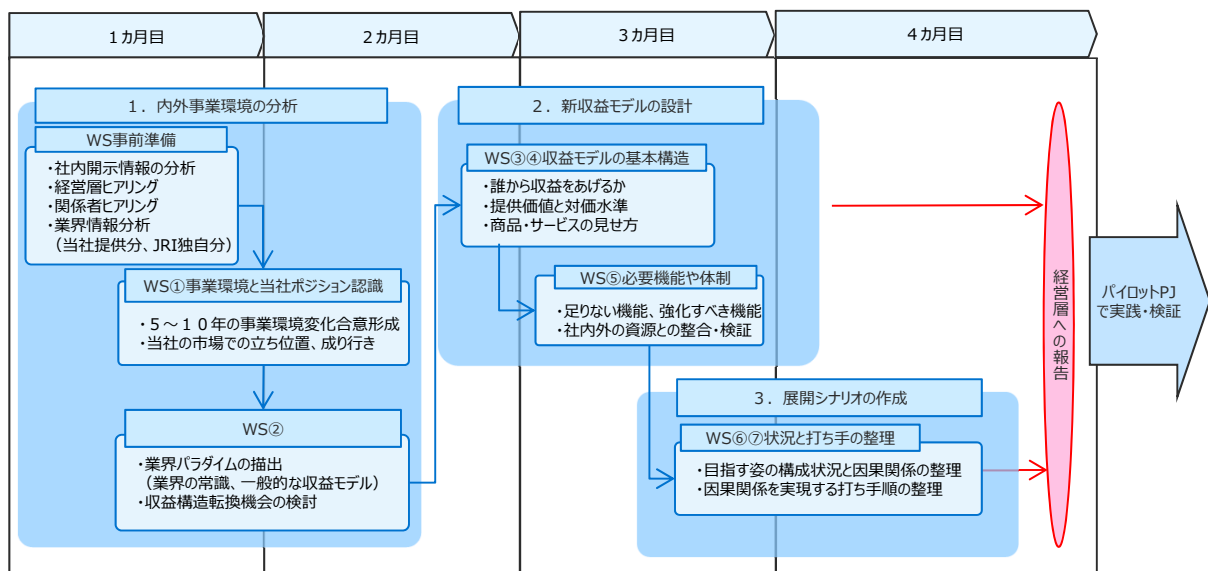 1カ月目
2カ月目
3カ月目
4カ月目
1．内外事業環境の分析
WS事前準備
・社内開示情報の分析
・経営層ヒアリング
・関係者ヒアリング
・業界情報分析
（当社提供分、JRI独自分）
WS①事業環境と当社ポジション認識
・５～１０年の事業環境変化合意形成
・当社の市場での立ち位置、成り行き
WS②
・業界パラダイムの描出
（業界の常識、一般的な収益モデル）
・収益構造転換機会の検討
2．新収益モデルの設計
WS③④収益モデルの基本構造
・誰から収益をあげるか
・提供価値と対価水準
・商品・サービスの見せ方
WS⑤必要機能や体制
・足りない機能、強化すべき機能
・社内外の資源との整合・検証
3．展開シナリオの作成
WS⑥⑦状況と打ち手の整理
・目指す姿の構成状況と因果関係の整理
・因果関係を実現する打ち手順の整理
経営層への報告
パイロットPJ
で実践・検証